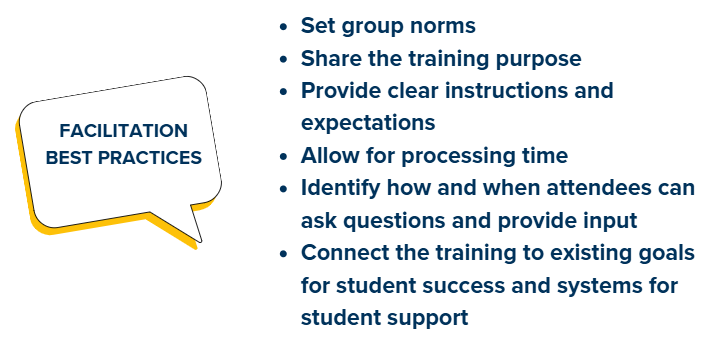 FACILITATION
BEST PRACTICES
• Set group norms
• Share the training purpose
• Provide clear instructions and
expectations
• Allow for processing time
• Identify how and when attendees can
ask questions and provide input
• Connect the training to existing goals
for student success and systems for
student support